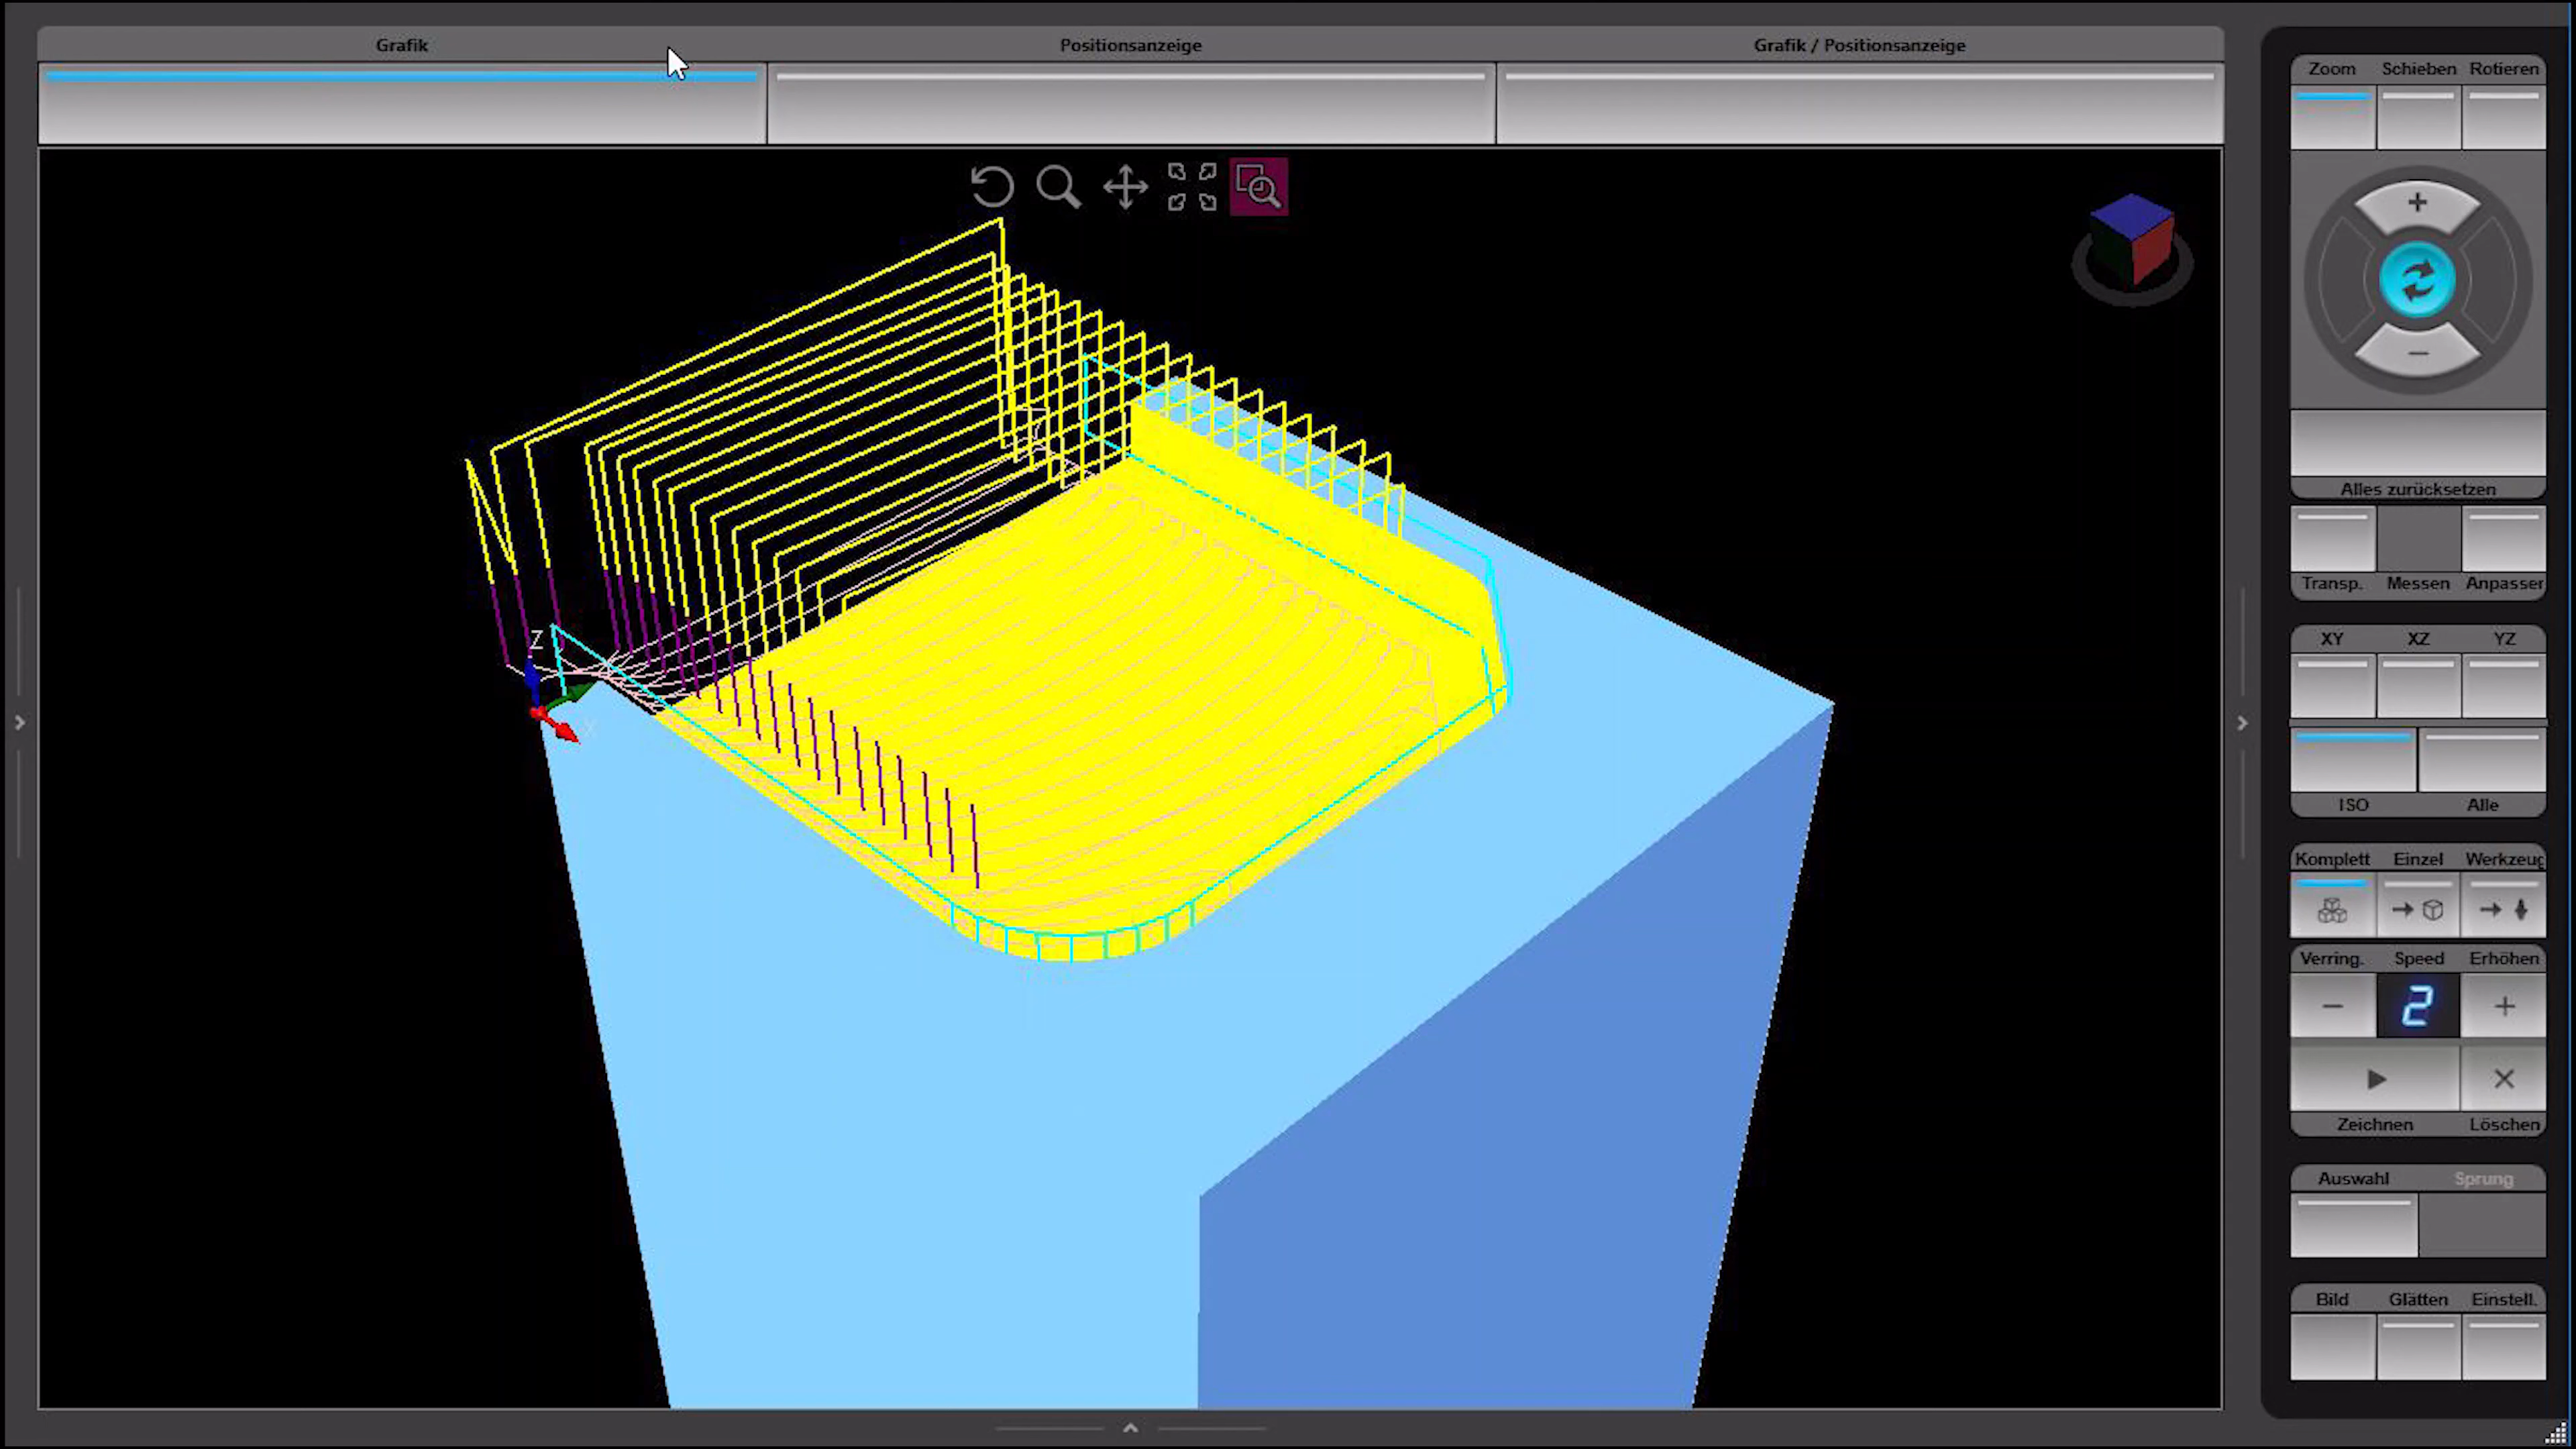 Grafik
Positionsanzeige
Grafik / Positionsanzeige
Zoom Schieben Rotieren
+
−
Alles zurücksetzen
Transp. Messen Anpasser
XY XZ YZ
ISO Alle
Komplett Einzel Werkzeug
Verring. Speed Erhöhen
− 2 +
Zeichnen Löschen
Auswahl Sprung
Bild Glätten Einstell.
Z
X